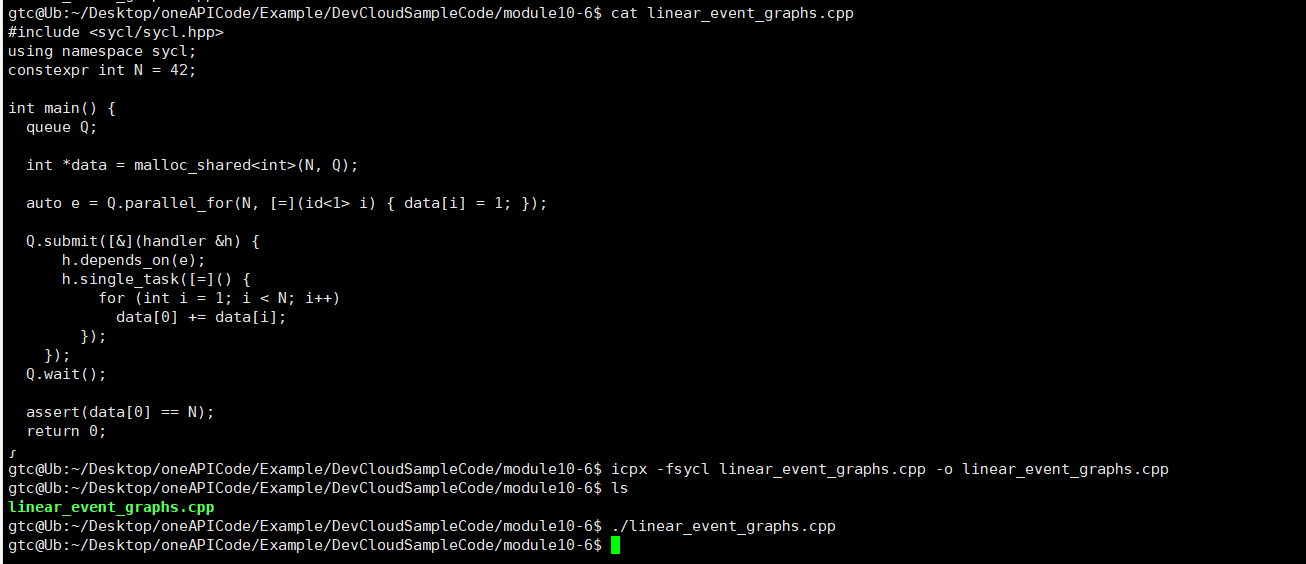 gtc@Ub:~/Desktop/oneAPICode/Example/DevCloudSampleCode/module10-6$ cat linear_event_graphs.cpp
#include <sycl/sycl.hpp>
using namespace sycl;
constexpr int N = 42;

int main() {
  queue Q;

  int *data = malloc_shared<int>(N, Q);

  auto e = Q.parallel_for(N, [=](id<1> i) { data[i] = 1; });

  Q.submit([&](handler &h) {
      h.depends_on(e);
      h.single_task([=]() {
          for (int i = 1; i < N; i++)
            data[0] += data[i];
        });
    });
  Q.wait();

  assert(data[0] == N);
  return 0;
gtc@Ub:~/Desktop/oneAPICode/Example/DevCloudSampleCode/module10-6$ icpx -fsycl linear_event_graphs.cpp -o linear_event_graphs.cpp
gtc@Ub:~/Desktop/oneAPICode/Example/DevCloudSampleCode/module10-6$ ls
linear_event_graphs.cpp
gtc@Ub:~/Desktop/oneAPICode/Example/DevCloudSampleCode/module10-6$ ./linear_event_graphs.cpp
gtc@Ub:~/Desktop/oneAPICode/Example/DevCloudSampleCode/module10-6$